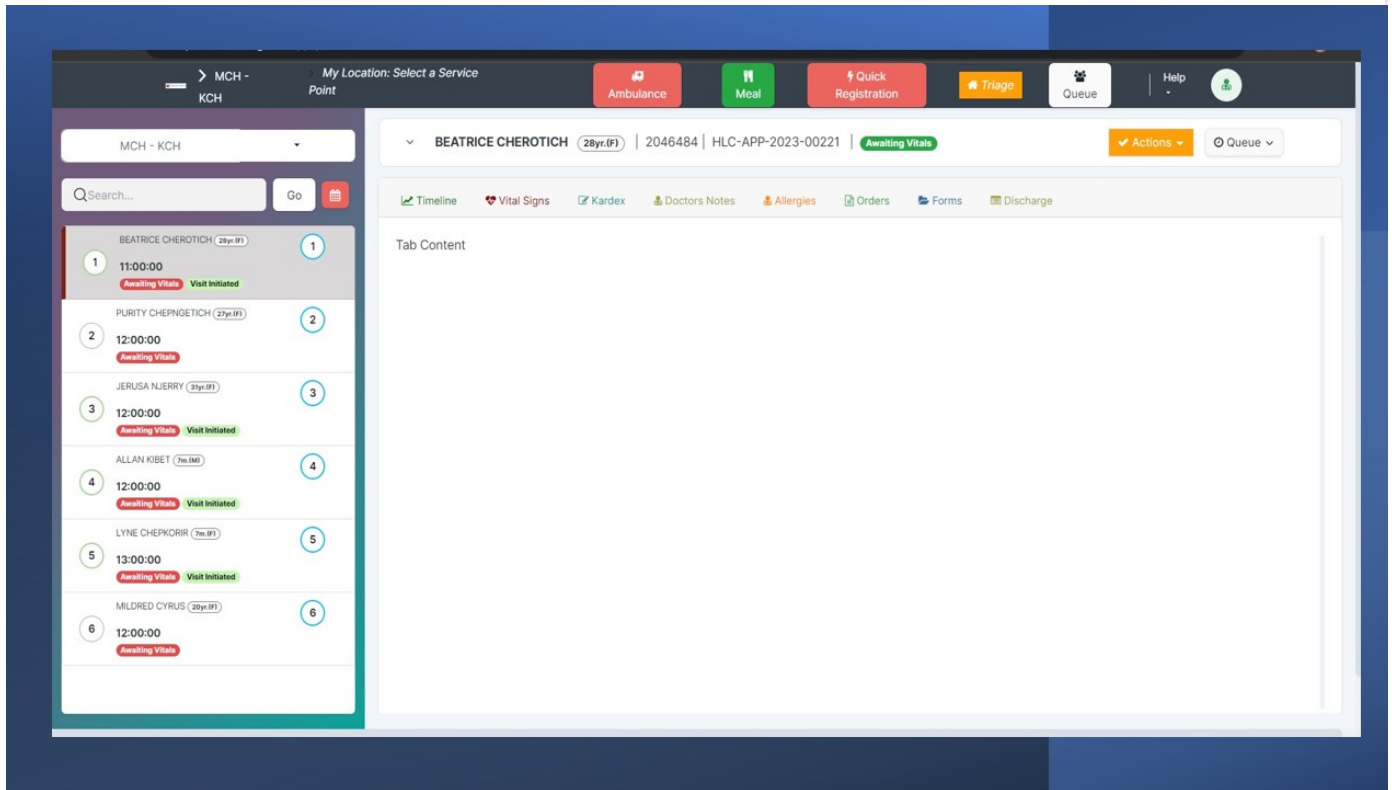 MCH - KCH
My Location: Select a Service Point
Ambulance
Meal
Quick Registration
Triage
Queue
Help
MCH - KCH
Search...
Go
BEATRICE CHEROTICH 28yr.(F) | 2046484 | HLC-APP-2023-00221 | Awaiting Vitals
Actions
Queue
Timeline Vital Signs Kardex Doctors Notes Allergies Orders Forms Discharge
Tab Content
1 BEATRICE CHEROTICH 28yr.(F) 1
11:00:00
Awaiting Vitals Visit Initiated
2 PURITY CHEPNGETICH 27yr.(F) 2
12:00:00
Awaiting Vitals
3 JERUSA NJERRY 31yr.(F) 3
12:00:00
Awaiting Vitals Visit Initiated
4 ALLAN KIBET 7m.(M) 4
12:00:00
Awaiting Vitals Visit Initiated
5 LYNE CHEPKORIR 7m.(F) 5
13:00:00
Awaiting Vitals Visit Initiated
6 MILDRED CYRUS 20yr.(F) 6
12:00:00
Awaiting Vitals